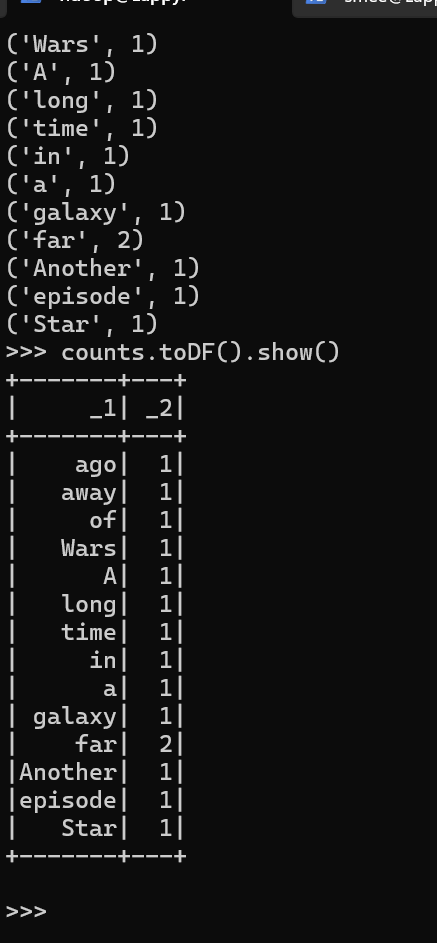 ('Wars', 1)
('A', 1)
('long', 1)
('time', 1)
('in', 1)
('a', 1)
('galaxy', 1)
('far', 2)
('Another', 1)
('episode', 1)
('Star', 1)
>>> counts.toDF().show()
+-------+---+
|     _1| _2|
+-------+---+
|    ago|  1|
|   away|  1|
|     of|  1|
|   Wars|  1|
|      A|  1|
|   long|  1|
|   time|  1|
|     in|  1|
|      a|  1|
| galaxy|  1|
|    far|  2|
|Another|  1|
|episode|  1|
|   Star|  1|
+-------+---+
>>>